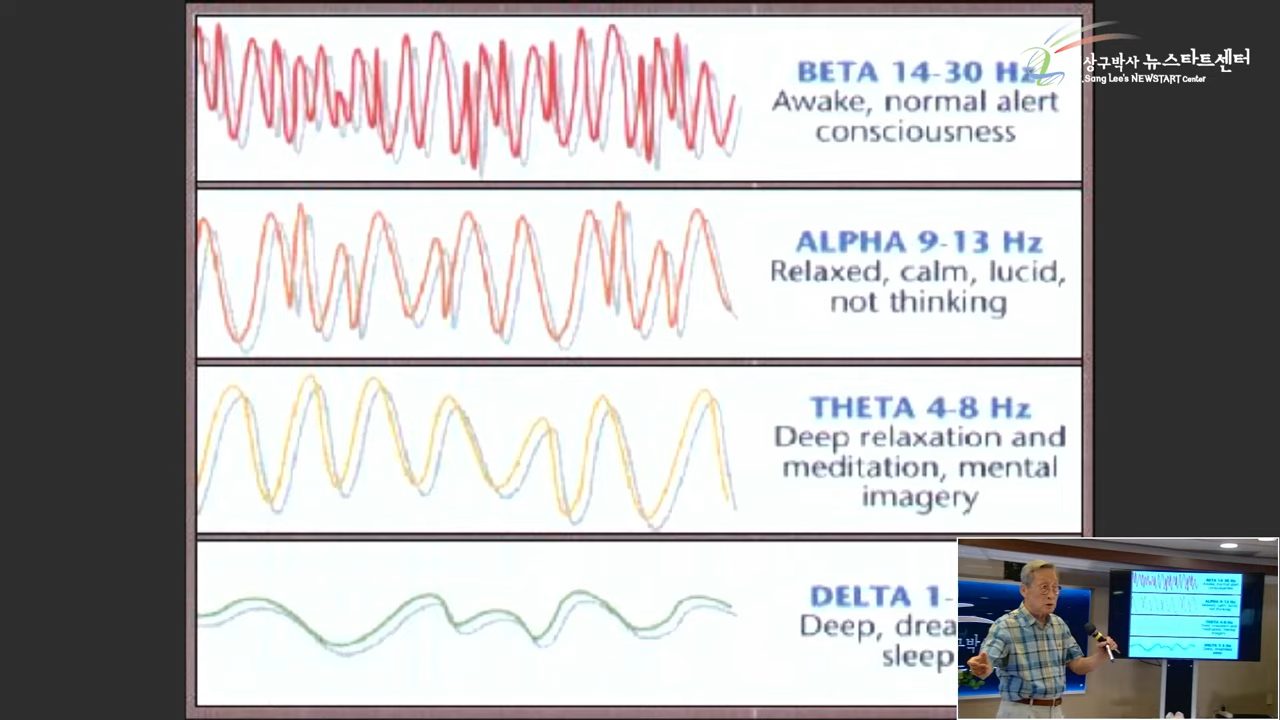 BETA 14-30 Hz
Awake, normal alert
consciousness
상구박사 뉴스타트센터
Sang Lee's NEWSTART Center
ALPHA 9-13 Hz
Relaxed, calm, lucid,
not thinking
THETA 4-8 Hz
Deep relaxation and
meditation, mental
imagery
DELTA 1-
Deep, drea
sleep